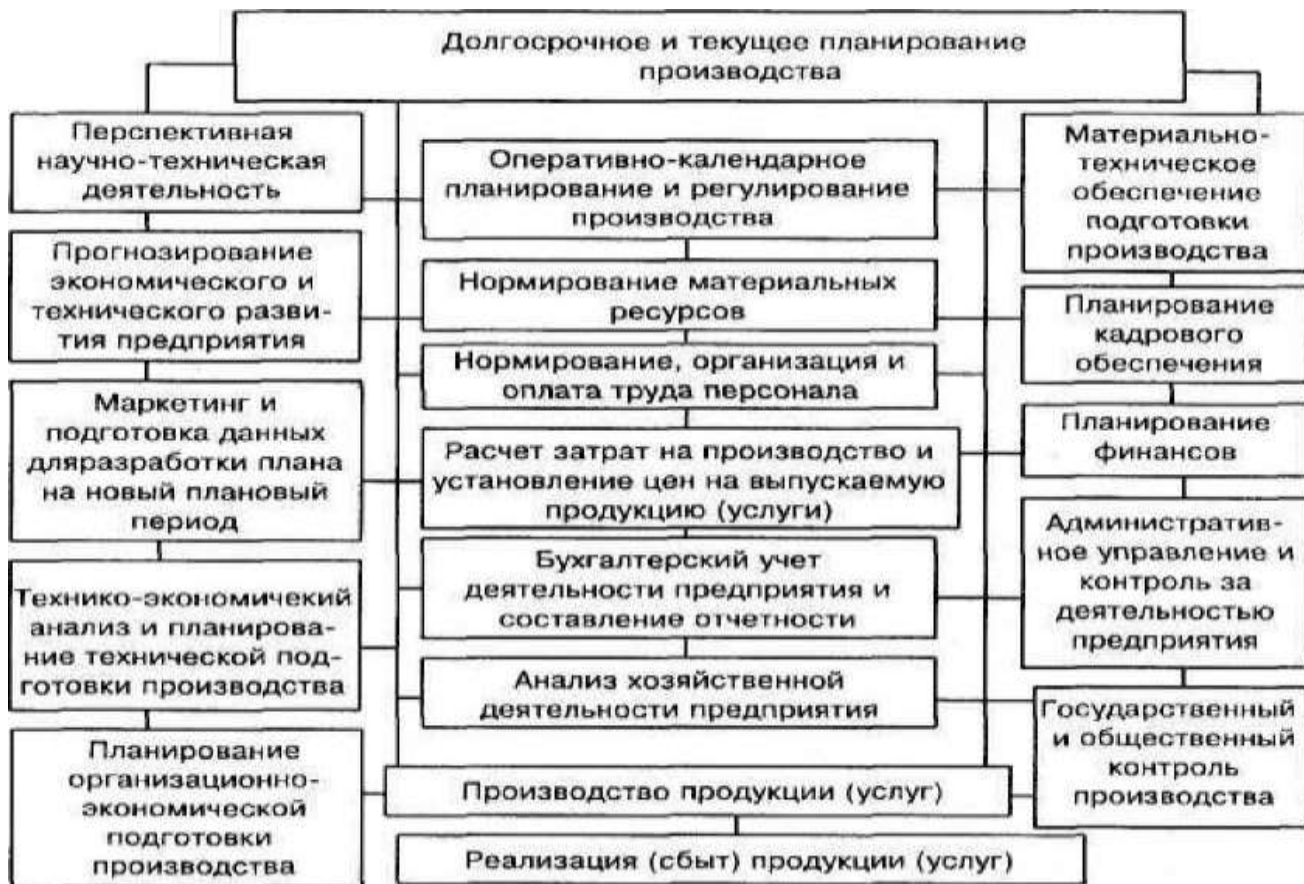 Долгосрочное и текущее планирование
производства
Перспективная
научно-техническая
деятельность
Прогнозирование
экономического и
технического разви-
тия предприятия
Маркетинг и
подготовка данных
дляразработки плана
на новый плановый
период
Технико-экономичекий
анализ и планирова-
ние технической под-
готовки производства
Планирование
организационно-
экономической
подготовки
производства
Оперативно-календарное
планирование и регулирование
производства
Нормирование материальных
ресурсов
Нормирование, организация и
оплата труда персонала
Расчет затрат на производство и
установление цен на выпускаемую
продукцию (услуги)
Бухгалтерский учет
деятельности предприятия и
составление отчетности
Анализ хозяйственной
деятельности предприятия
Производство продукции (услуг)
Реализация (сбыт) продукции (услуг)
Материально-
техническое
обеспечение
подготовки
производства
Планирование
кадрового
обеспечения
Планирование
финансов
Административ-
ное управление и
контроль за
деятельностью
предприятия
Государственный
и общественный
контроль
производства